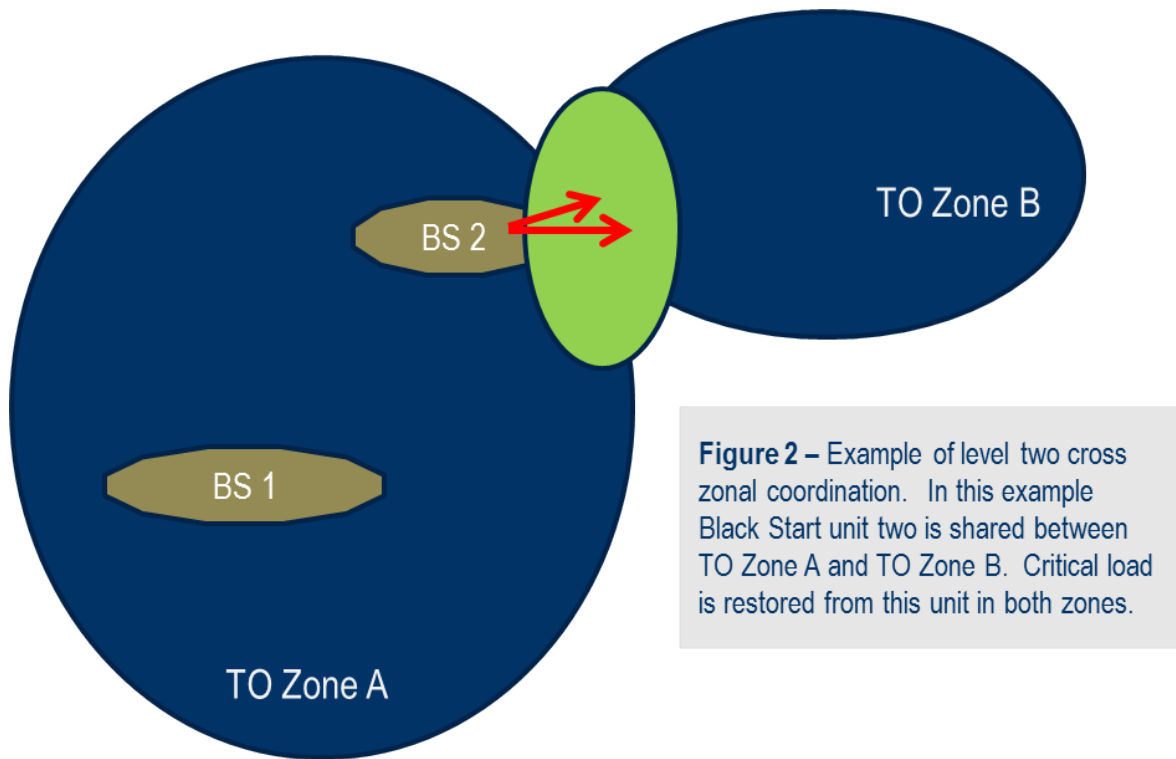 TO Zone B
BS 2
BS 1
TO Zone A
Figure 2 – Example of level two cross
zonal coordination. In this example
Black Start unit two is shared between
TO Zone A and TO Zone B. Critical load
is restored from this unit in both zones.